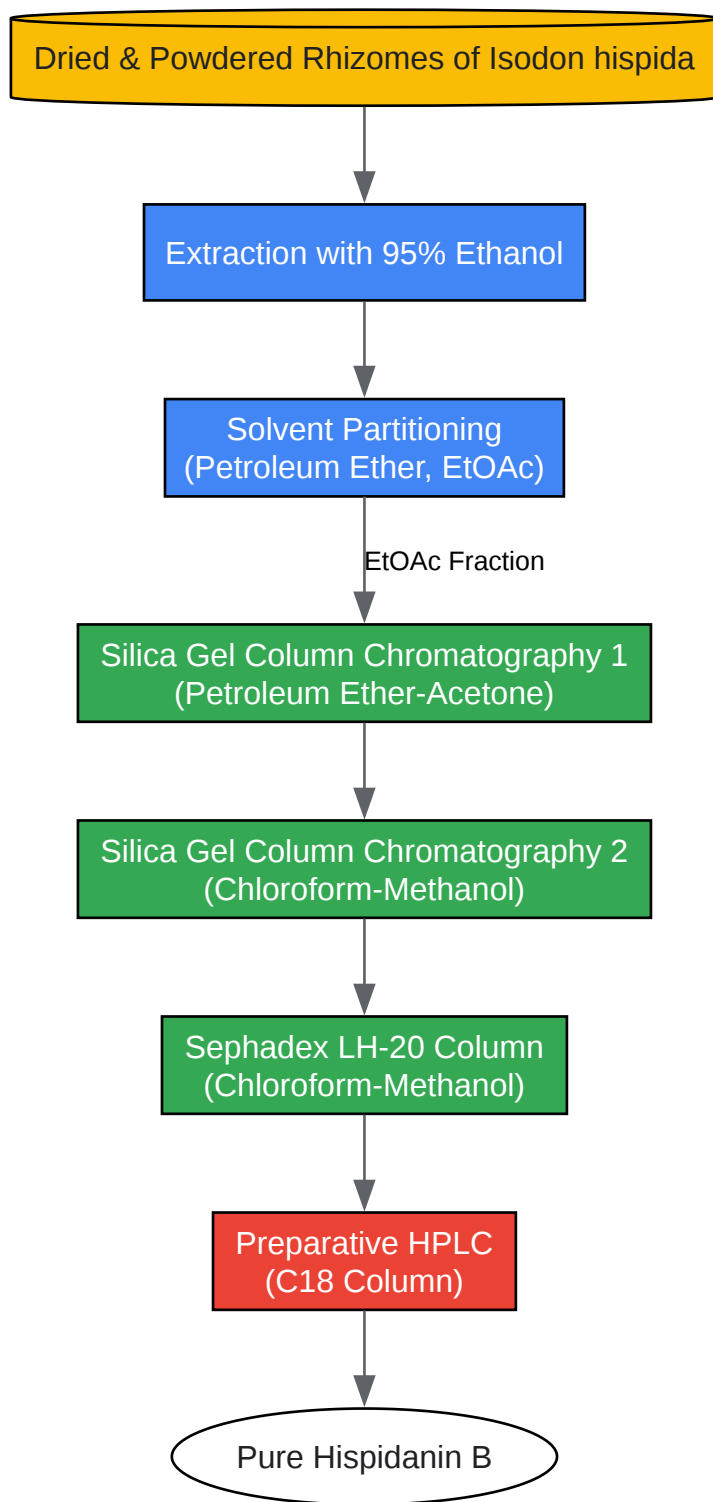 Dried & Powdered Rhizomes of Isodon hispida
Extraction with 95% Ethanol
Solvent Partitioning
(Petroleum Ether, EtOAc)
EtOAc Fraction
Silica Gel Column Chromatography 1
(Petroleum Ether-Acetone)
Silica Gel Column Chromatography 2
(Chloroform-Methanol)
Sephadex LH-20 Column
(Chloroform-Methanol)
Preparative HPLC
(C18 Column)
Pure Hispidanin B